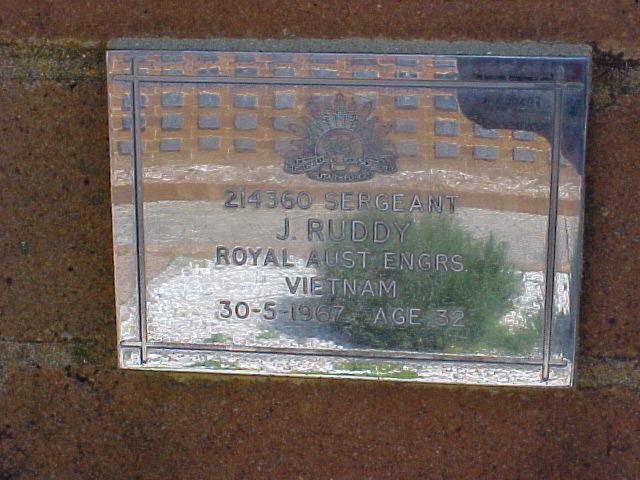 214360 SERGEANT
J. RUDDY
ROYAL AUST. ENGRS.
VIETNAM
30-5-1967 AGE 32